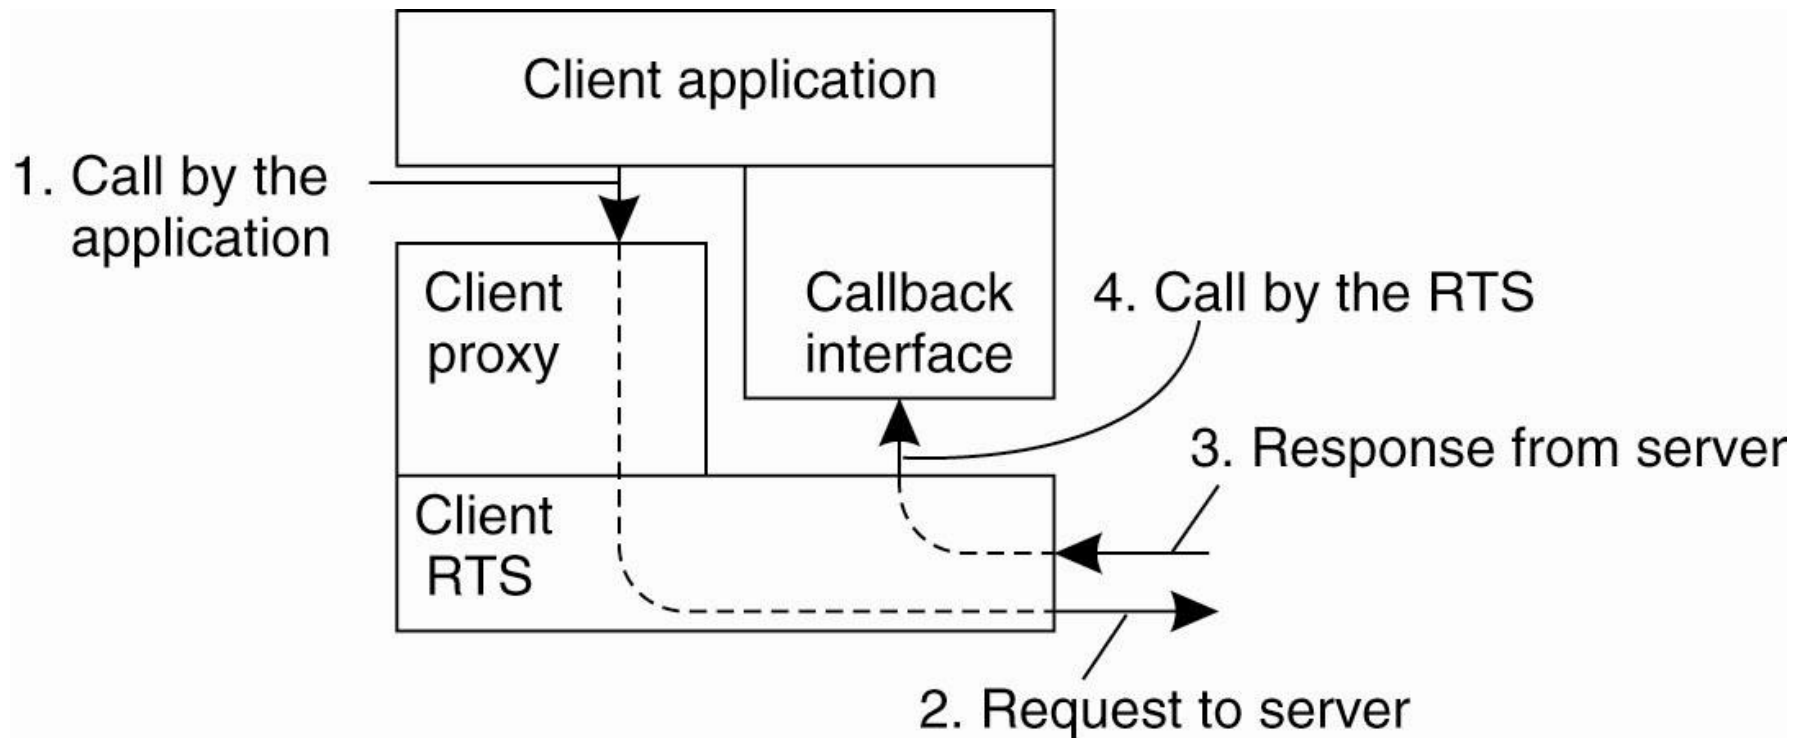 Client application
1. Call by the
application
Client
proxy
Callback
interface
4. Call by the RTS
3. Response from server
Client
RTS
2. Request to server